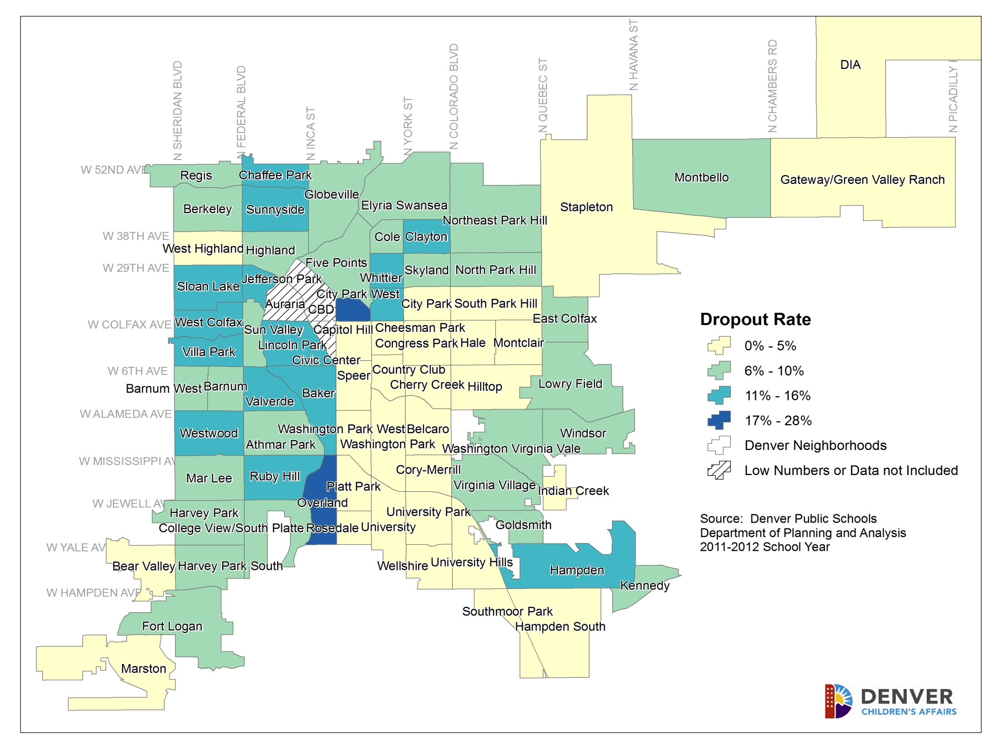 N SHERIDAN BLVD
N FEDERAL BLVD
N INCA ST
N YORK ST
N COLORADO BLVD
N QUEBEC ST
N HAVANA ST
N CHAMBERS RD
N PICADILLY
DIA
W 52ND AVE
Regis
Chaffee Park
Globeville
Montbello
Gateway/Green Valley Ranch
Berkeley
Sunnyside
Elyria Swansea
Stapleton
Northeast Park Hill
W 38TH AVE
Cole
Clayton
West Highland
Highland
W 29TH AVE
Five Points
Skyland
North Park Hill
Jefferson Park
Whittier
Sloan Lake
City Park West
Auraria
CBD
City Park
South Park Hill
W COLFAX AVE
West Colfax
Sun Valley
Capitol Hill
Cheesman Park
East Colfax
Villa Park
Lincoln Park
Congress Park
Hale
Montclair
Civic Center
W 6TH AVE
Speer
Country Club
Barnum West
Barnum
Baker
Cherry Creek
Hilltop
Lowry Field
Valverde
W ALAMEDA AVE
Westwood
Washington Park West
Belcaro
Windsor
Athmar Park
Washington Park
Washington Virginia Vale
W MISSISSIPPI AV
Mar Lee
Ruby Hill
Cory-Merrill
Platt Park
Virginia Village
Indian Creek
W JEWELL AV
Overland
Harvey Park
University Park
College View/South Platte
Rosedale
University
Goldsmith
W YALE AV
Bear Valley
Harvey Park South
Wellshire
University Hills
Hampden
W HAMPDEN AVE
Kennedy
Southmoor Park
Fort Logan
Hampden South
Marston
Dropout Rate
0% - 5%
6% - 10%
11% - 16%
17% - 28%
Denver Neighborhoods
Low Numbers or Data not Included
Source: Denver Public Schools
Department of Planning and Analysis
2011-2012 School Year
DENVER
CHILDREN'S AFFAIRS